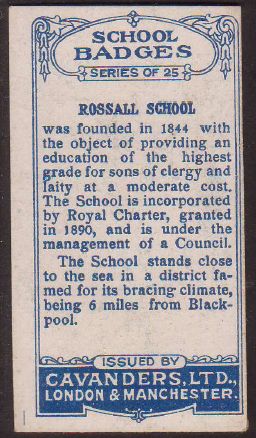 SCHOOL
BADGES
SERIES OF 25
ROSSALL SCHOOL
was founded in 1844 with
the object of providing an
education of the highest
grade for sons of clergy and
laity at a moderate cost.
The School is incorporated
by Royal Charter, granted
in 1890, and is under the
management of a Council.
The School stands close
to the sea in a district fa-
med for its bracing climate,
being 6 miles from Black-
pool.
ISSUED BY
CAVANDERS, LTD.,
LONDON & MANCHESTER.